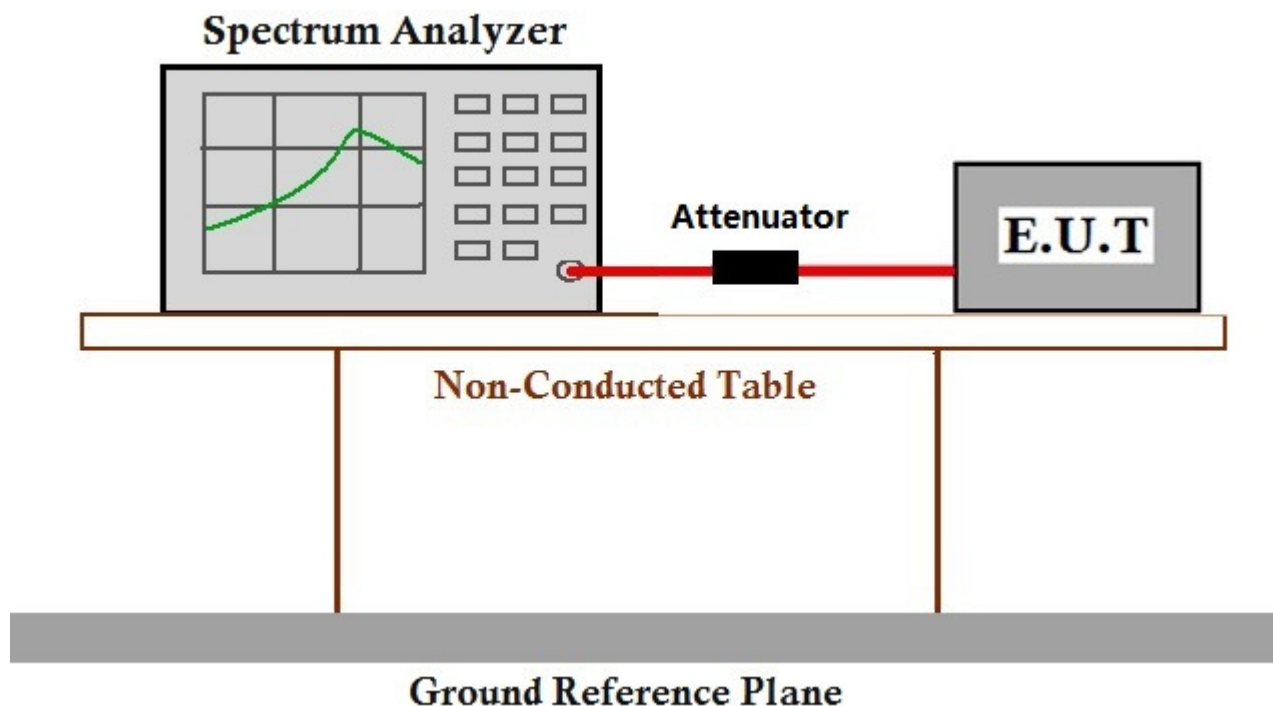 Spectrum Analyzer
Attenuator
E.U.T
Non-Conducted Table
Ground Reference Plane